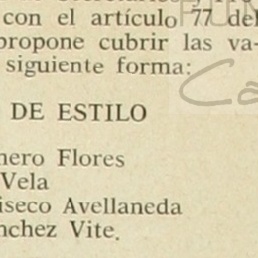 con el artículo 77 del
propone cubrir las va-
siguiente forma:
DE ESTILO
nero Flores
Vela
iseco Avellaneda
nchez Vite.